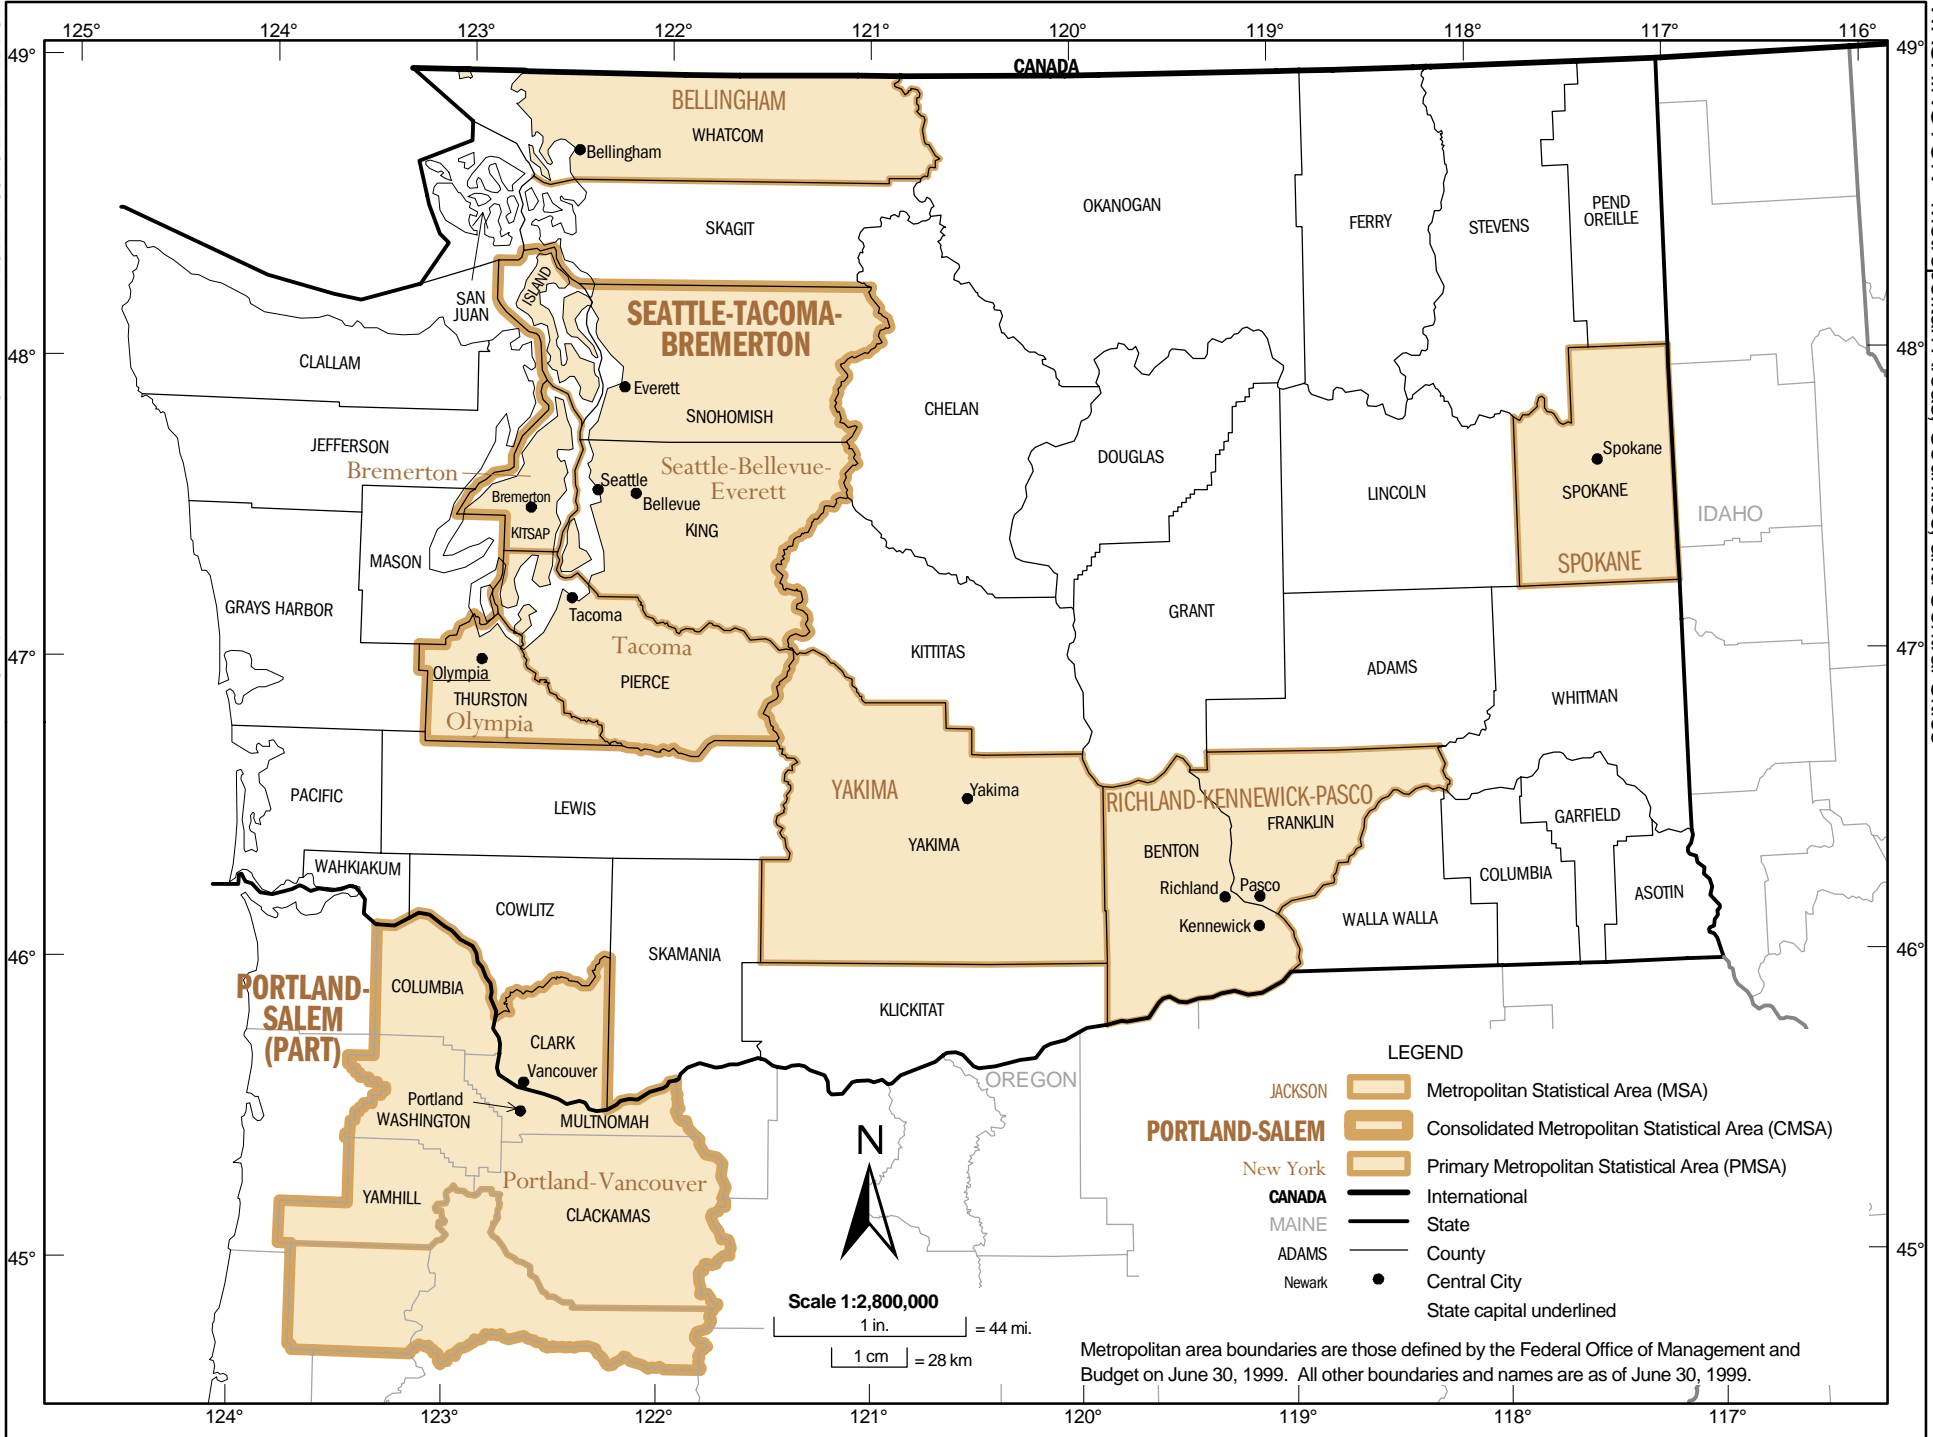 125°
124°
123°
122°
121°
120°
119°
118°
117°
116°
49°
49°
CANADA
BELLINGHAM
WHATCOM
Bellingham
SKAGIT
OKANOGAN
FERRY
STEVENS
PEND
OREILLE
SAN
JUAN
ISLAND
SEATTLE-TACOMA-
BREMERTON
48°
48°
CLALLAM
Everett
SNOHOMISH
CHELAN
JEFFERSON
Bremerton
Seattle-Bellevue-
Everett
DOUGLAS
LINCOLN
Spokane
SPOKANE
SPOKANE
IDAHO
Bremerton
KITSAP
Seattle
Bellevue
KING
MASON
GRAYS HARBOR
Tacoma
Tacoma
PIERCE
GRANT
47°
47°
Olympia
THURSTON
Olympia
KITTITAS
ADAMS
WHITMAN
PACIFIC
LEWIS
YAKIMA
Yakima
YAKIMA
RICHLAND-KENNEWICK-PASCO
FRANKLIN
BENTON
Richland
Pasco
Kennewick
GARFIELD
COLUMBIA
ASOTIN
WALLA WALLA
WAHKIAKUM
COWLITZ
SKAMANIA
46°
46°
PORTLAND-
SALEM
(PART)
COLUMBIA
CLARK
Vancouver
KLICKITAT
OREGON
Portland
WASHINGTON
MULTNOMAH
YAMHILL
Portland-Vancouver
CLACKAMAS
45°
45°
N
Scale 1:2,800,000
1 in.
= 44 mi.
1 cm
= 28 km
LEGEND
JACKSON
Metropolitan Statistical Area (MSA)
PORTLAND-SALEM
Consolidated Metropolitan Statistical Area (CMSA)
New York
Primary Metropolitan Statistical Area (PMSA)
CANADA
International
MAINE
State
ADAMS
County
Newark
Central City
State capital underlined
Metropolitan area boundaries are those defined by the Federal Office of Management and
Budget on June 30, 1999. All other boundaries and names are as of June 30, 1999.
124°
123°
122°
121°
120°
119°
118°
117°